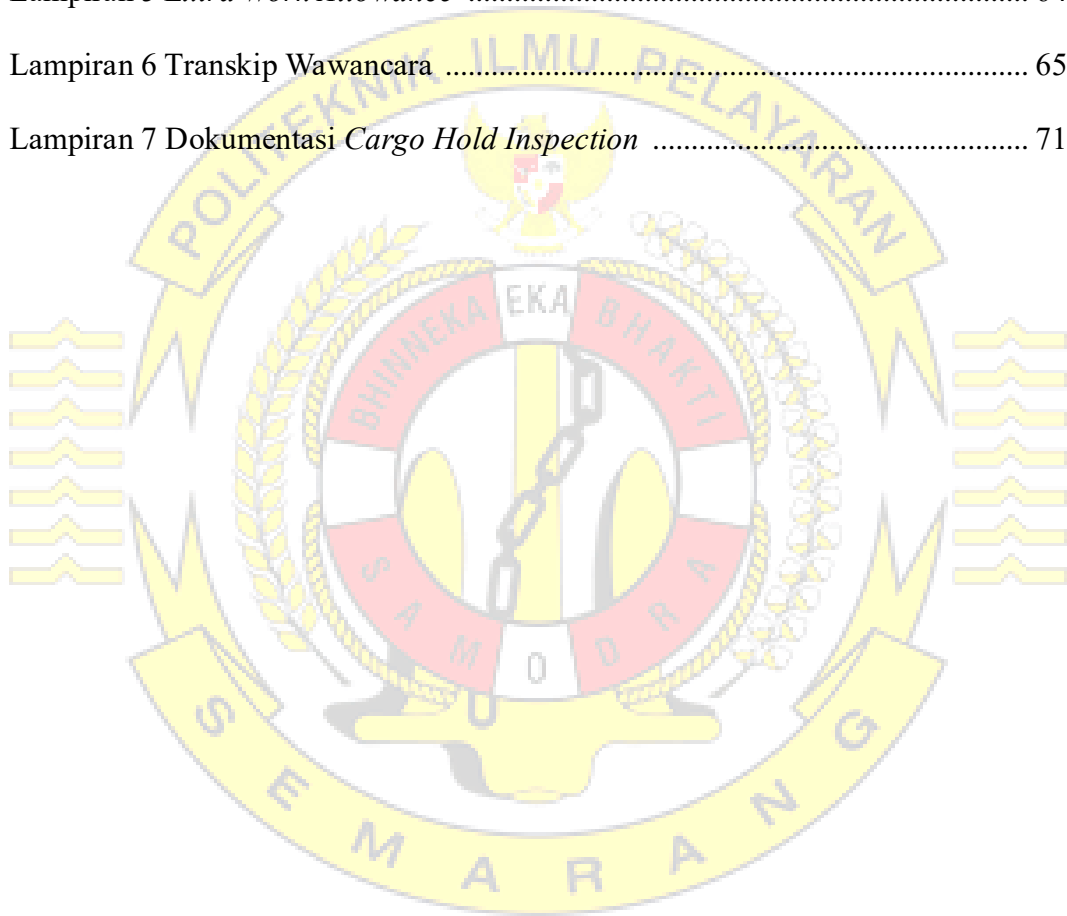 Lampiran 6 Transkip Wawancara ........................................................................ 65
Lampiran 7 Dokumentasi Cargo Hold Inspection .............................................. 71
POLITEKNIK ILMU PELAYARAN
BHINNEKA EKA BHAKTI
SAMODRA
SEMARANG